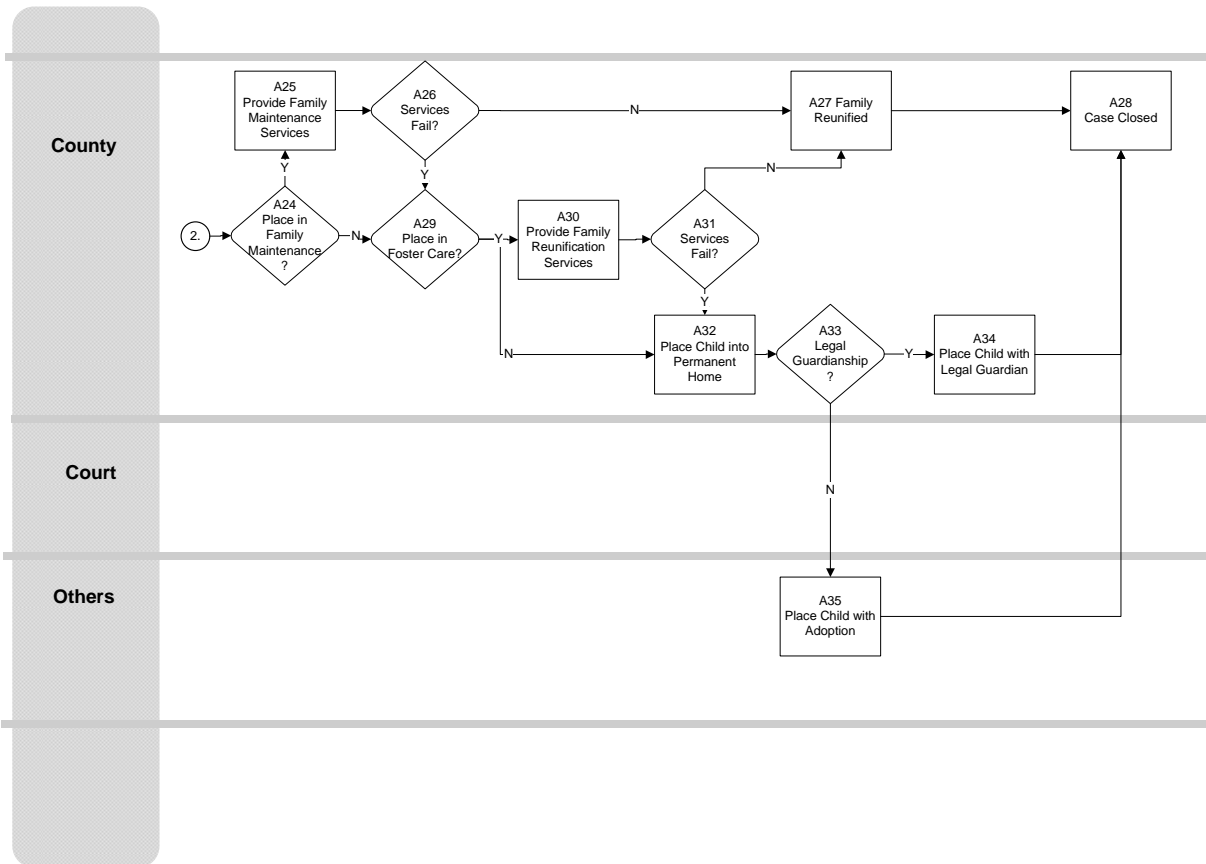 County
A25
Provide Family
Maintenance
Services
A26
Services
Fail?
N
A27 Family
Reunified
A28
Case Closed
Y
Y
2.
A24
Place in
Family
Maintenance
?
N
A29
Place in
Foster Care?
Y
A30
Provide Family
Reunification
Services
A31
Services
Fail?
N
Y
N
A32
Place Child into
Permanent
Home
A33
Legal
Guardianship
?
Y
A34
Place Child with
Legal Guardian
Court
N
Others
A35
Place Child with
Adoption